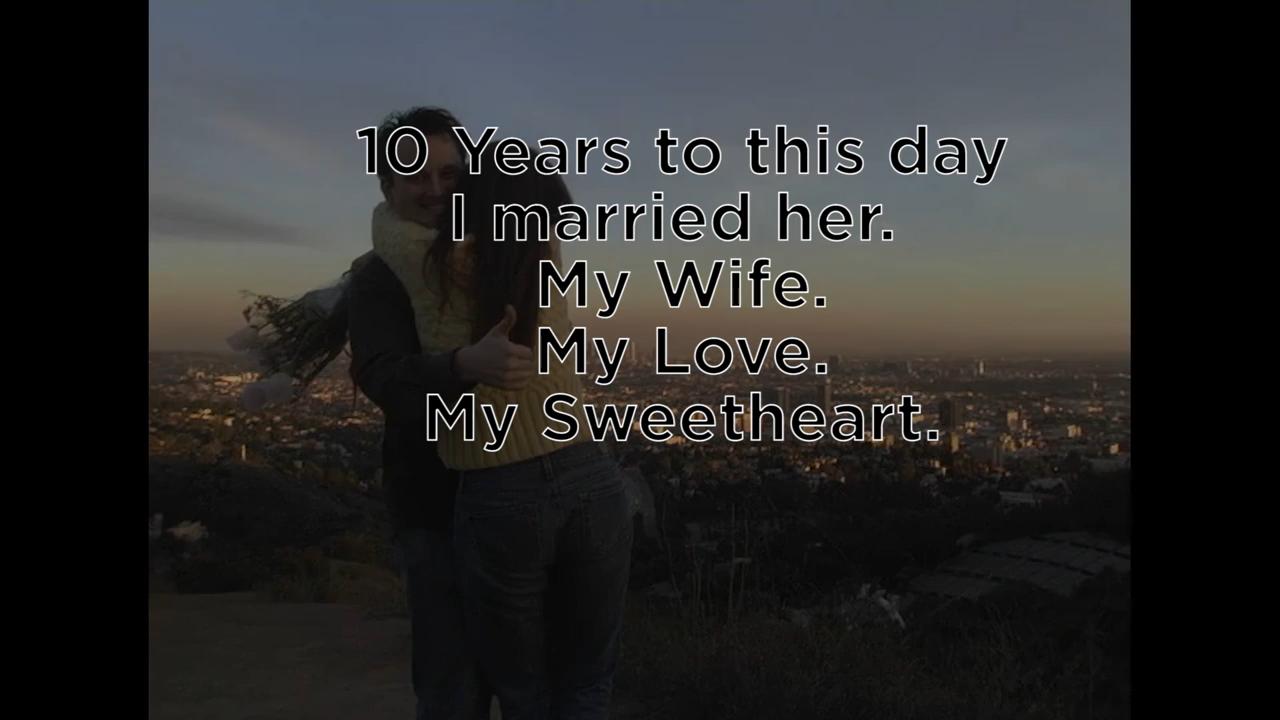 10 Years to this day
I married her.
My Wife.
My Love.
My Sweetheart.